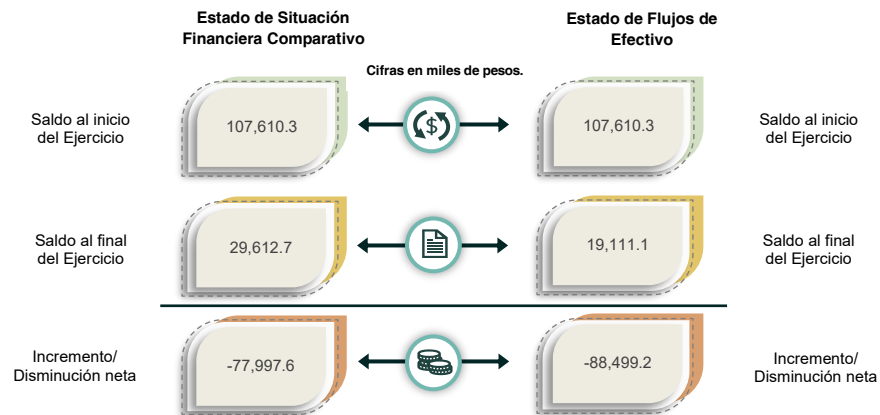 Estado de Situación
Financiera Comparativo
Estado de Flujos de
Efectivo
Cifras en miles de pesos.
Saldo al inicio
del Ejercicio
107,610.3
$
107,610.3
Saldo al inicio
del Ejercicio
Saldo al final
del Ejercicio
29,612.7
19,111.1
Saldo al final
del Ejercicio
Incremento/
Disminución neta
-77,997.6
-88,499.2
Incremento/
Disminución neta